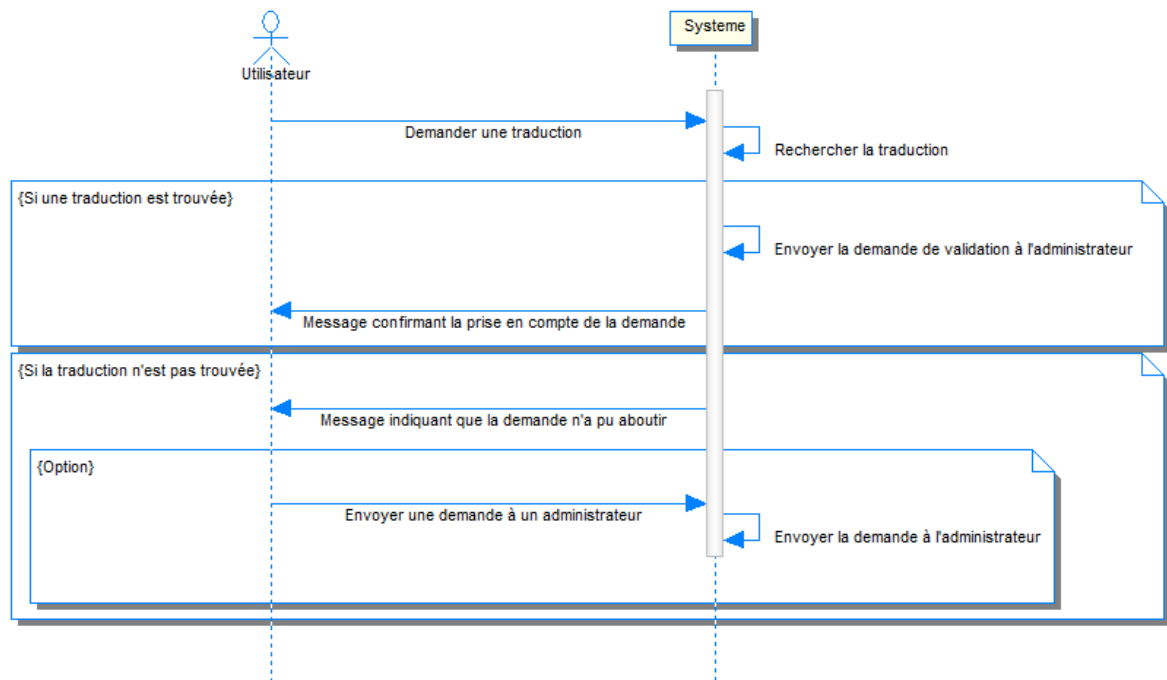 Systeme
Utilisateur
Demander une traduction
Rechercher la traduction
{Si une traduction est trouvée}
Envoyer la demande de validation à l'administrateur
Message confirmant la prise en compte de la demande
{Si la traduction n'est pas trouvée}
Message indiquant que la demande n'a pu aboutir
{Option}
Envoyer une demande à un administrateur
Envoyer la demande à l'administrateur